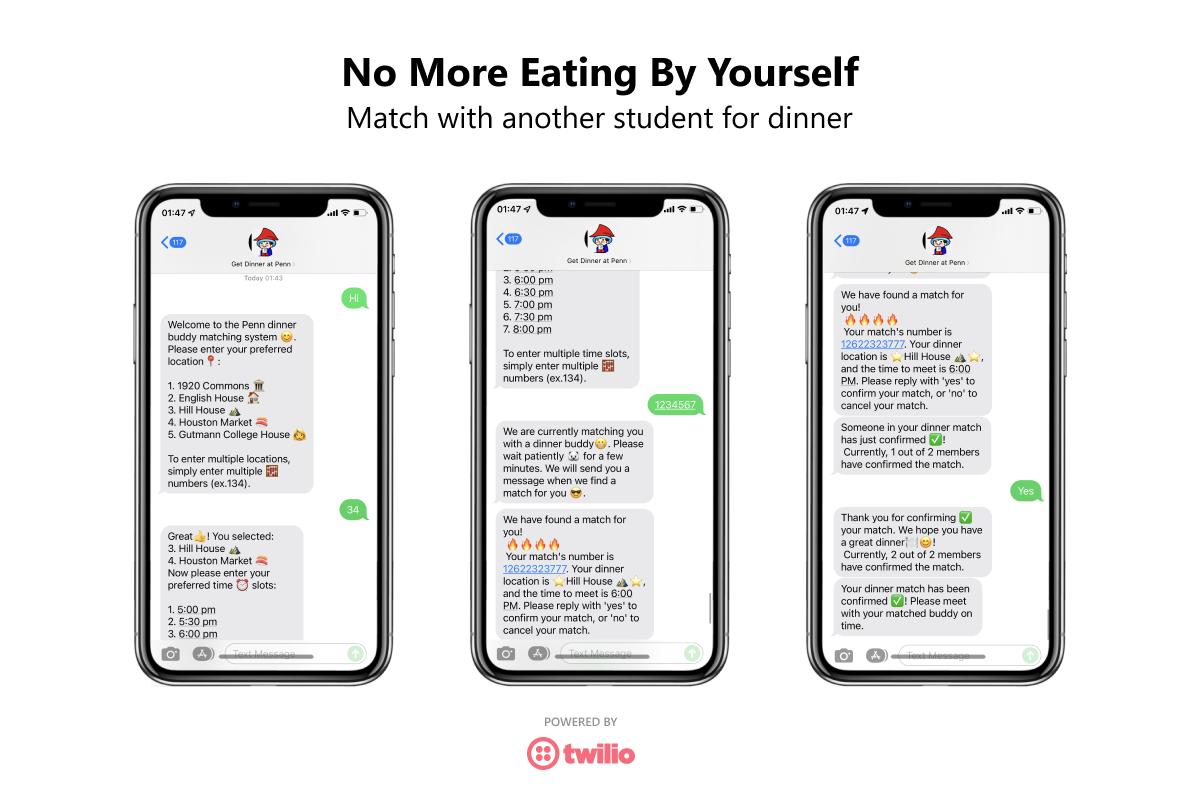 No More Eating By Yourself
Match with another student for dinner
01:47
117
Get Dinner at Penn
Today 01:43
Hi
Welcome to the Penn dinner
buddy matching system 😊.
Please enter your preferred
location 📍:
1. 1920 Commons 🏛️
2. English House 🏠
3. Hill House ⛰️
4. Houston Market 🥓
5. Gutmann College House 🙆
To enter multiple locations,
simply enter multiple 🧱
numbers (ex.134).
34
Great👍! You selected:
3. Hill House ⛰️
4. Houston Market 🥓
Now please enter your
preferred time ⏰ slots:
1. 5:00 pm
2. 5:30 pm
3. 6:00 pm
Text Message
01:47
117
Get Dinner at Penn
3. 6:00 pm
4. 6:30 pm
5. 7:00 pm
6. 7:30 pm
7. 8:00 pm
To enter multiple time slots,
simply enter multiple 🧱
numbers (ex.134).
1234567
We are currently matching you
with a dinner buddy😁. Please
wait patiently 🐭 for a few
minutes. We will send you a
message when we find a
match for you 😎.
We have found a match for
you!
🔥🔥🔥🔥
Your match's number is
12622323777. Your dinner
location is ⭐Hill House ⛰️⭐,
and the time to meet is 6:00
PM. Please reply with 'yes' to
confirm your match, or 'no' to
cancel your match.
Text Message
01:47
117
Get Dinner at Penn
We have found a match for
you!
🔥🔥🔥🔥
Your match's number is
12622323777. Your dinner
location is ⭐Hill House ⛰️⭐,
and the time to meet is 6:00
PM. Please reply with 'yes' to
confirm your match, or 'no' to
cancel your match.
Someone in your dinner match
has just confirmed ✅!
Currently, 1 out of 2 members
have confirmed the match.
Yes
Thank you for confirming ✅
your match. We hope you have
a great dinner🍽️😊!
Currently, 2 out of 2 members
have confirmed the match.
Your dinner match has been
confirmed ✅! Please meet
with your matched buddy on
time.
Text Message
POWERED BY
twilio